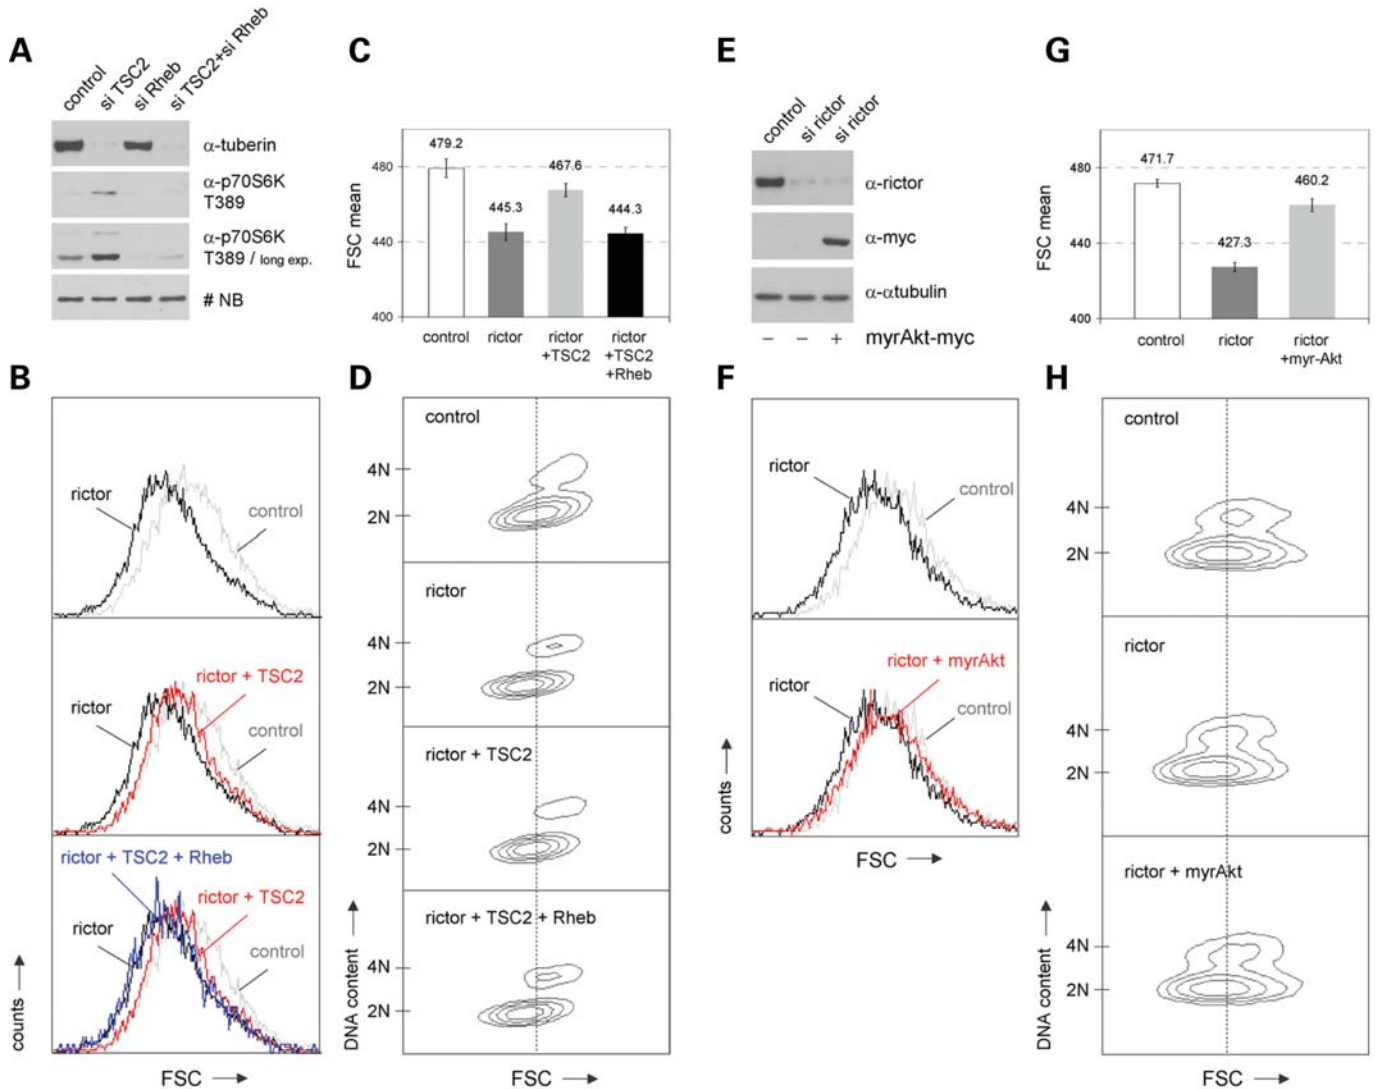 A
control
si TSC2
si Rheb
si TSC2+si Rheb
α-tuberin
α-p70S6K
T389
α-p70S6K
T389 / long exp.
# NB
C
FSC mean
480
440
400
479.2
445.3
467.6
444.3
control
rictor
rictor
+TSC2
rictor
+TSC2
+Rheb
E
control
si rictor
si rictor
α-rictor
α-myc
α-αtubulin
– – + myrAkt-myc
G
FSC mean
480
440
400
471.7
427.3
460.2
control
rictor
rictor
+myr-Akt
B
rictor
control
rictor + TSC2
rictor
control
rictor + TSC2 + Rheb
rictor + TSC2
rictor
control
counts
FSC
D
control
4N
2N
rictor
4N
2N
rictor + TSC2
4N
2N
rictor + TSC2 + Rheb
4N
2N
DNA content
FSC
F
rictor
control
rictor + myrAkt
rictor
control
counts
FSC
H
control
4N
2N
rictor
4N
2N
rictor + myrAkt
4N
2N
DNA content
FSC